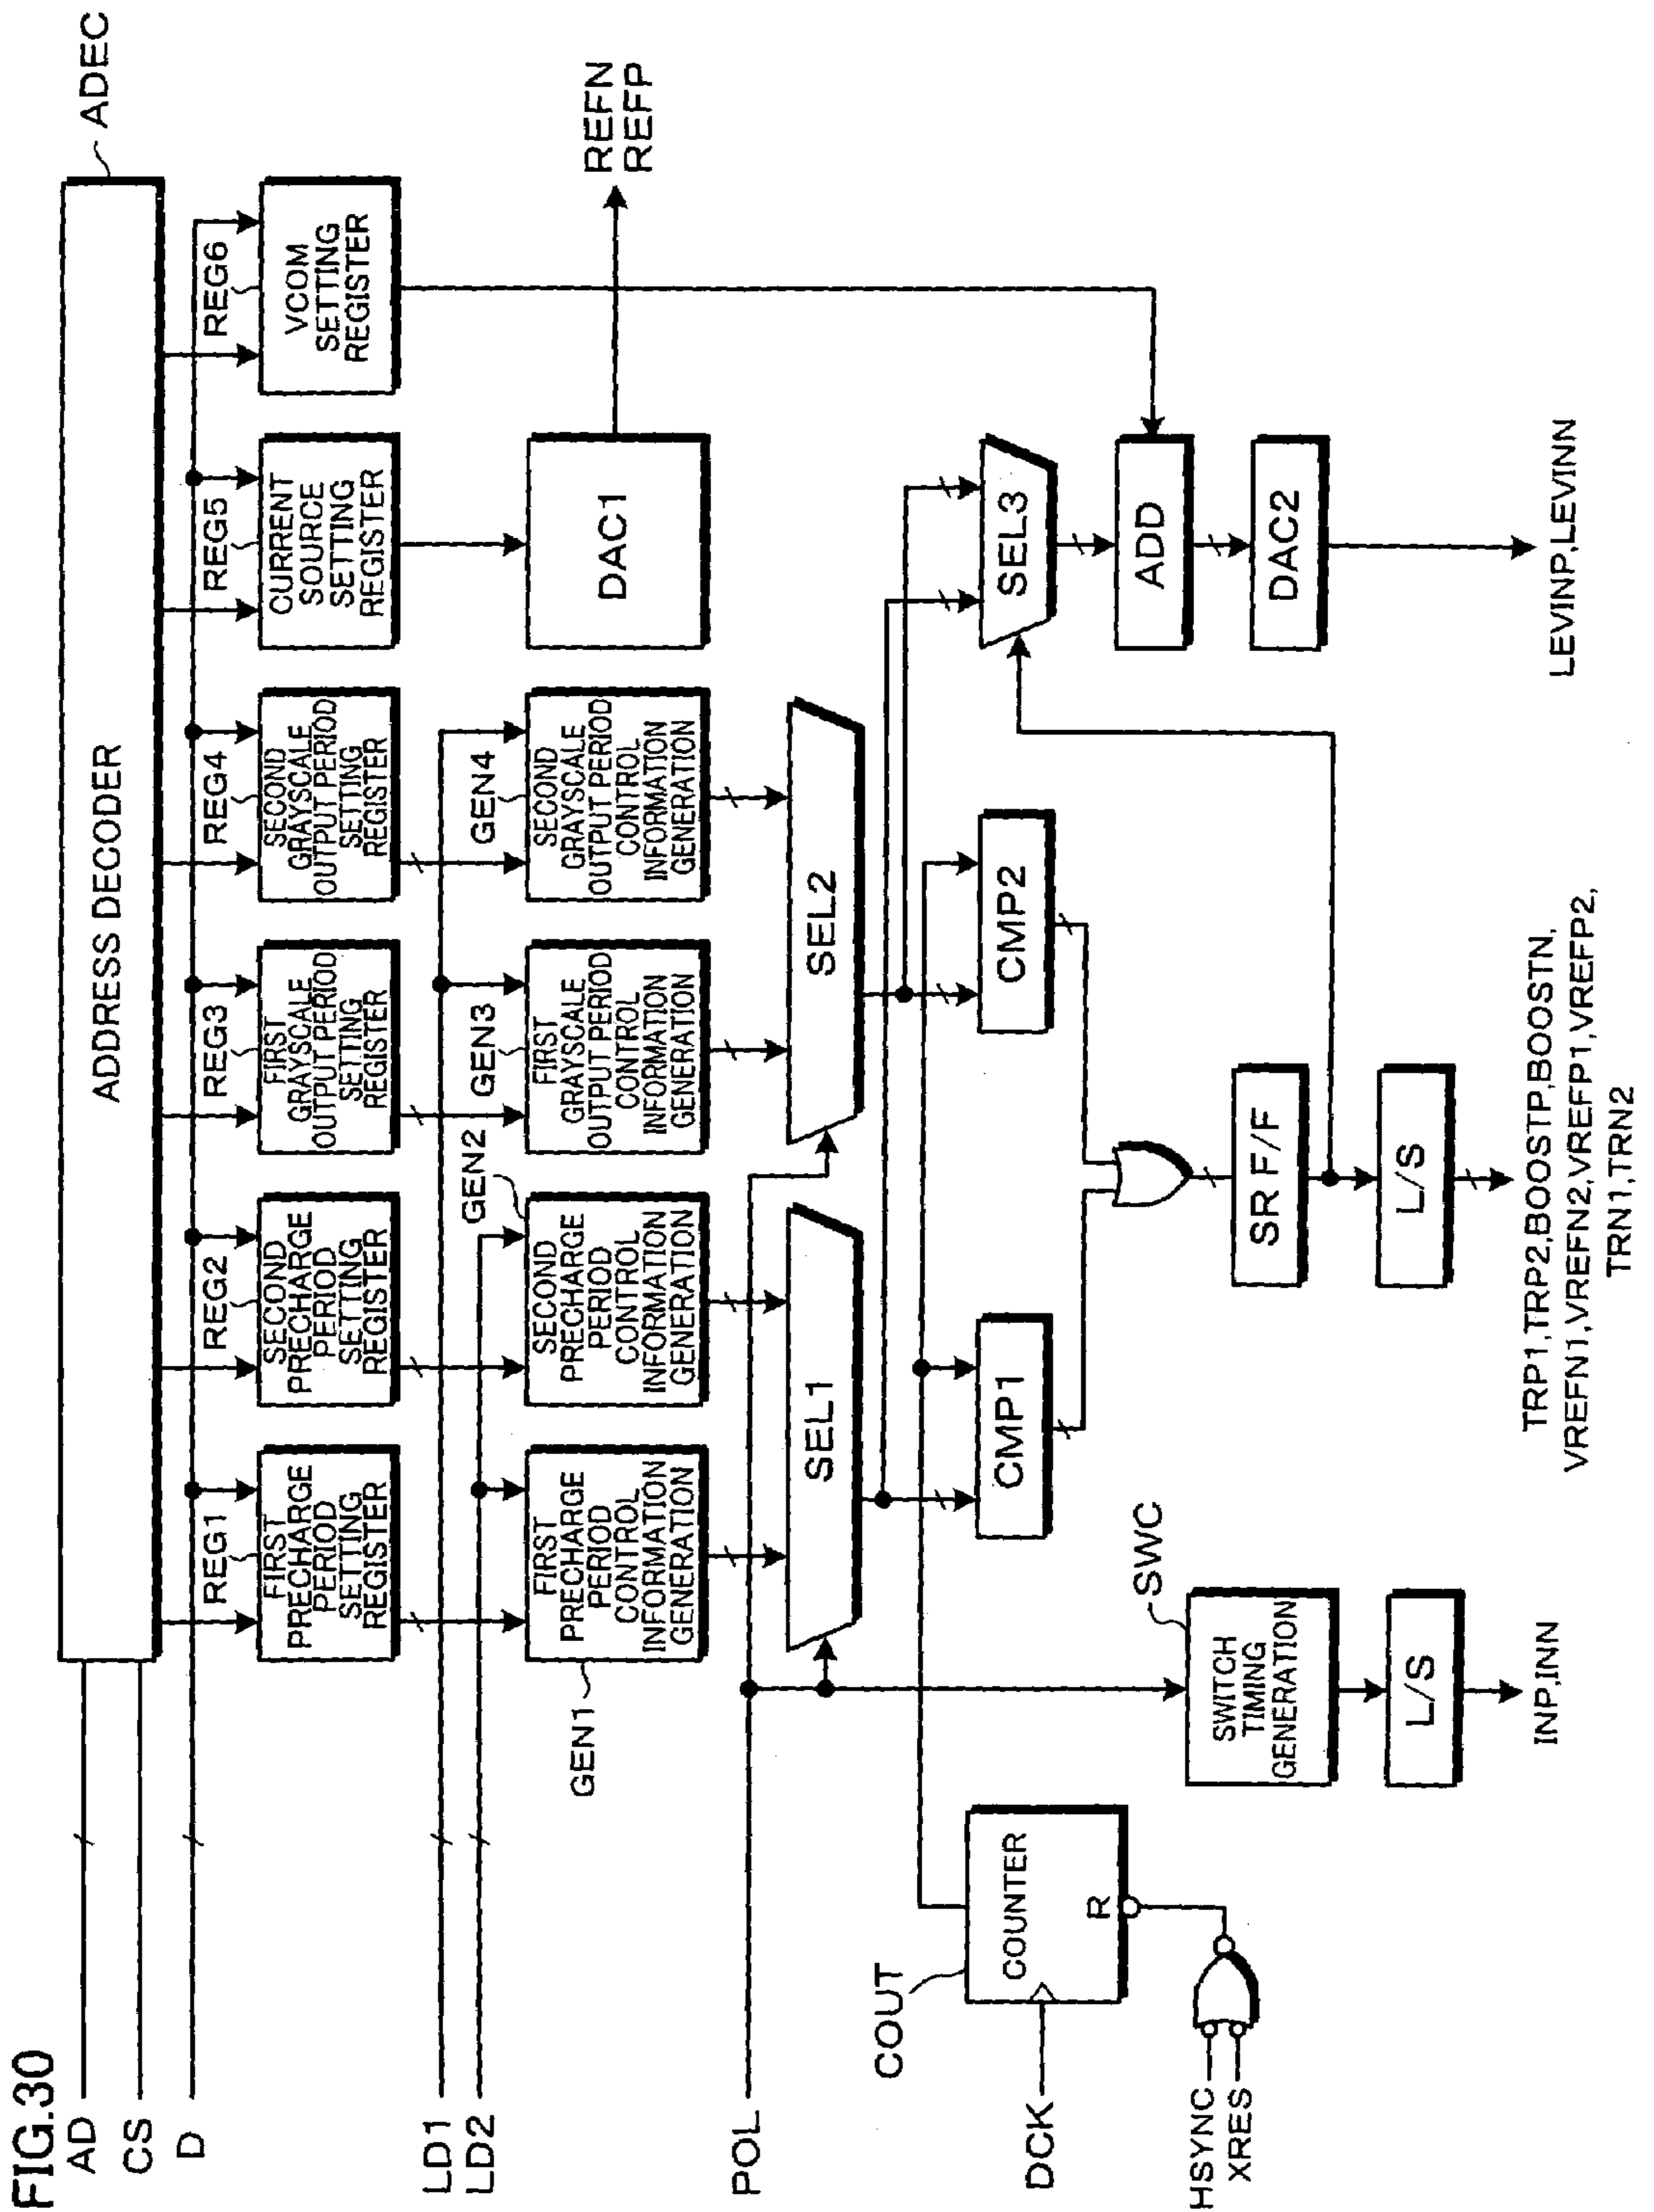 FIG.30
AD
CS
D
ADDRESS DECODER
ADEC
REG1
FIRST
PRECHARGE
PERIOD
SETTING
REGISTER
REG2
SECOND
PRECHARGE
PERIOD
SETTING
REGISTER
REG3
FIRST
GRAYSCALE
OUTPUT PERIOD
SETTING
REGISTER
REG4
SECOND
GRAYSCALE
OUTPUT PERIOD
SETTING
REGISTER
REG5
CURRENT
SOURCE
SETTING
REGISTER
REG6
VCOM
SETTING
REGISTER
LD1
LD2
GEN1
FIRST
PRECHARGE
PERIOD
CONTROL
INFORMATION
GENERATION
GEN2
SECOND
PRECHARGE
PERIOD
CONTROL
INFORMATION
GENERATION
GEN3
FIRST
GRAYSCALE
OUTPUT PERIOD
CONTROL
INFORMATION
GENERATION
GEN4
SECOND
GRAYSCALE
OUTPUT PERIOD
CONTROL
INFORMATION
GENERATION
DAC1
REFN
REFP
POL
SEL1
SEL2
COUT
COUNTER
R
DCK
HSYNC
XRES
CMP1
CMP2
SEL3
ADD
DAC2
LEVINP,LEVINN
SWC
SWITCH
TIMING
GENERATION
L/S
INP,INN
SR F/F
L/S
TRP1,TRP2,BOOSTP,BOOSTN,
VREFN1,VREFN2,VREFP1,VREFP2,
TRN1,TRN2